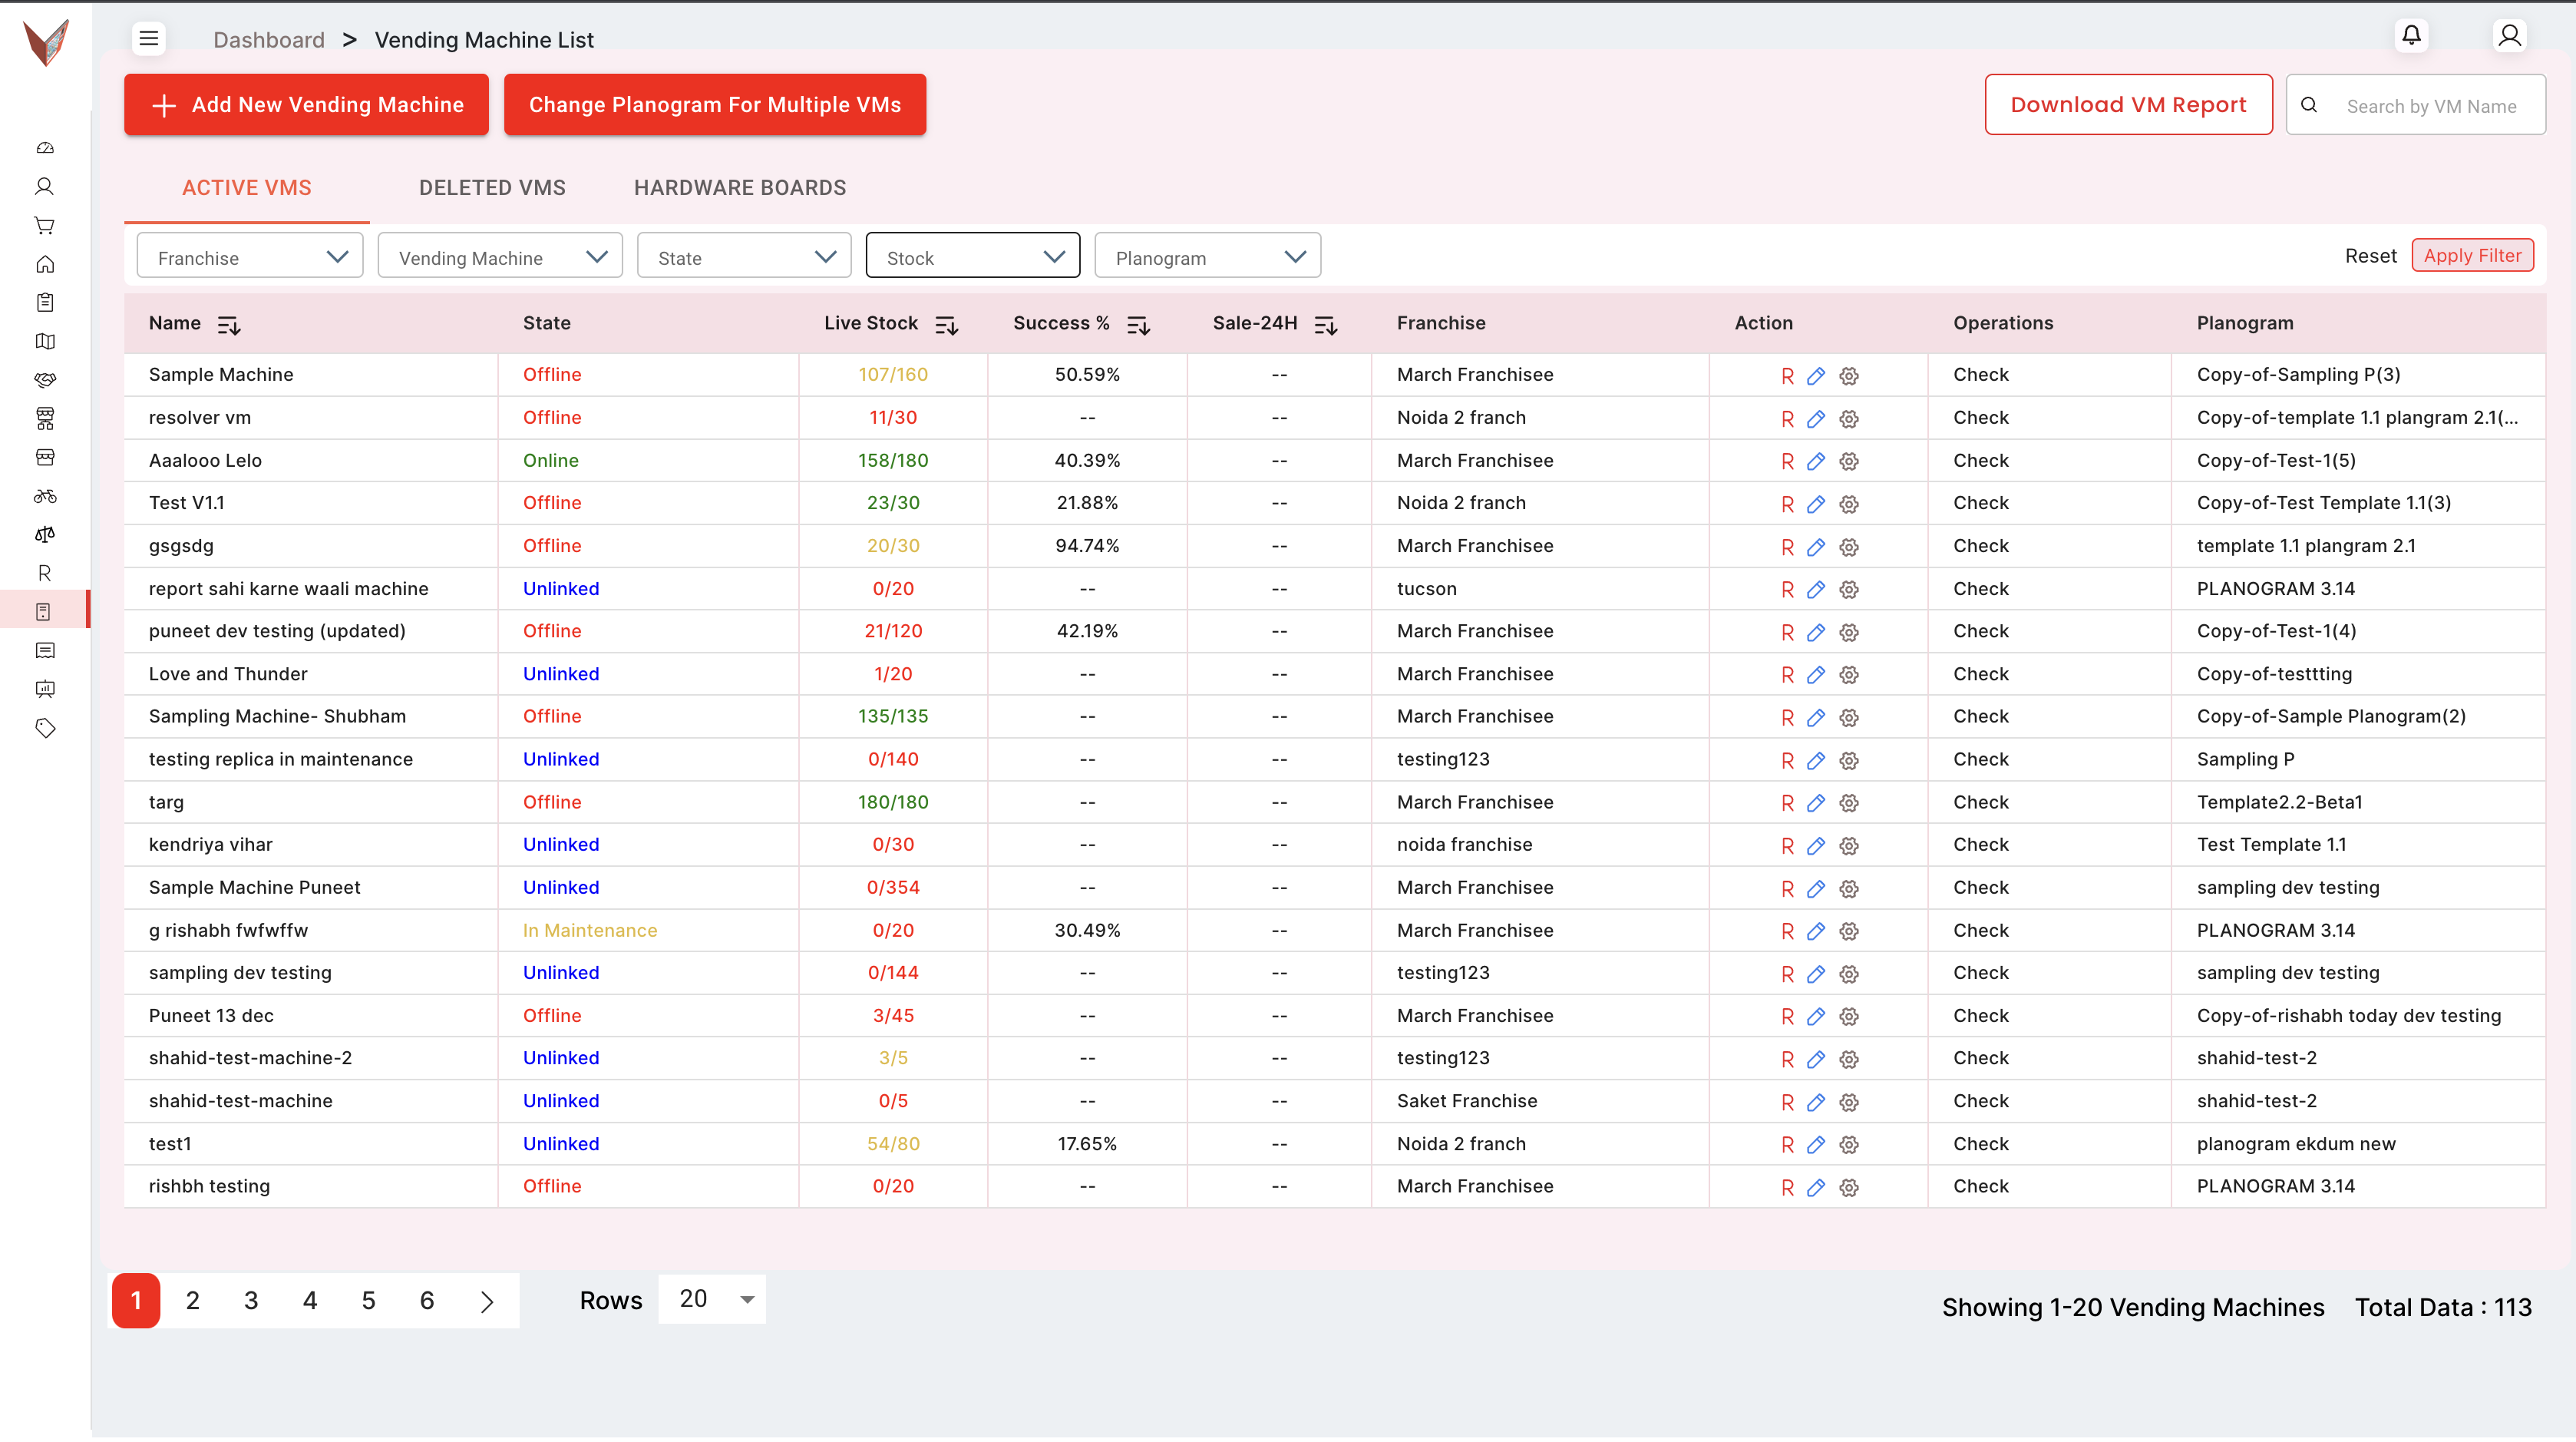 Dashboard > Vending Machine List
Add New Vending Machine Change Planogram For Multiple VMs Download VM Report Search by VM Name
ACTIVE VMS DELETED VMS HARDWARE BOARDS
Franchise Vending Machine State Stock Planogram Reset Apply Filter
Name State Live Stock Success % Sale-24H Franchise Action Operations Planogram
Sample Machine Offline 107/160 50.59% -- March Franchisee R Check Copy-of-Sampling P(3)
resolver vm Offline 11/30 -- -- Noida 2 franch R Check Copy-of-template 1.1 plangram 2.1(...
Aaalooo Lelo Online 158/180 40.39% -- March Franchisee R Check Copy-of-Test-1(5)
Test V1.1 Offline 23/30 21.88% -- Noida 2 franch R Check Copy-of-Test Template 1.1(3)
gsgsdg Offline 20/30 94.74% -- March Franchisee R Check template 1.1 plangram 2.1
report sahi karne waali machine Unlinked 0/20 -- -- tucson R Check PLANOGRAM 3.14
puneet dev testing (updated) Offline 21/120 42.19% -- March Franchisee R Check Copy-of-Test-1(4)
Love and Thunder Unlinked 1/20 -- -- March Franchisee R Check Copy-of-testtting
Sampling Machine- Shubham Offline 135/135 -- -- March Franchisee R Check Copy-of-Sample Planogram(2)
testing replica in maintenance Unlinked 0/140 -- -- testing123 R Check Sampling P
targ Offline 180/180 -- -- March Franchisee R Check Template2.2-Beta1
kendriya vihar Unlinked 0/30 -- -- noida franchise R Check Test Template 1.1
Sample Machine Puneet Unlinked 0/354 -- -- March Franchisee R Check sampling dev testing
R
g rishabh fwfwffw In Maintenance 0/20 30.49% -- March Franchisee R Check PLANOGRAM 3.14
sampling dev testing Unlinked 0/144 -- -- testing123 R Check sampling dev testing
Puneet 13 dec Offline 3/45 -- -- March Franchisee R Check Copy-of-rishabh today dev testing
shahid-test-machine-2 Unlinked 3/5 -- -- testing123 R Check shahid-test-2
shahid-test-machine Unlinked 0/5 -- -- Saket Franchise R Check shahid-test-2
test1 Unlinked 54/80 17.65% -- Noida 2 franch R Check planogram ekdum new
rishbh testing Offline 0/20 -- -- March Franchisee R Check PLANOGRAM 3.14
1 2 3 4 5 6 Rows 20 Showing 1-20 Vending Machines Total Data : 113